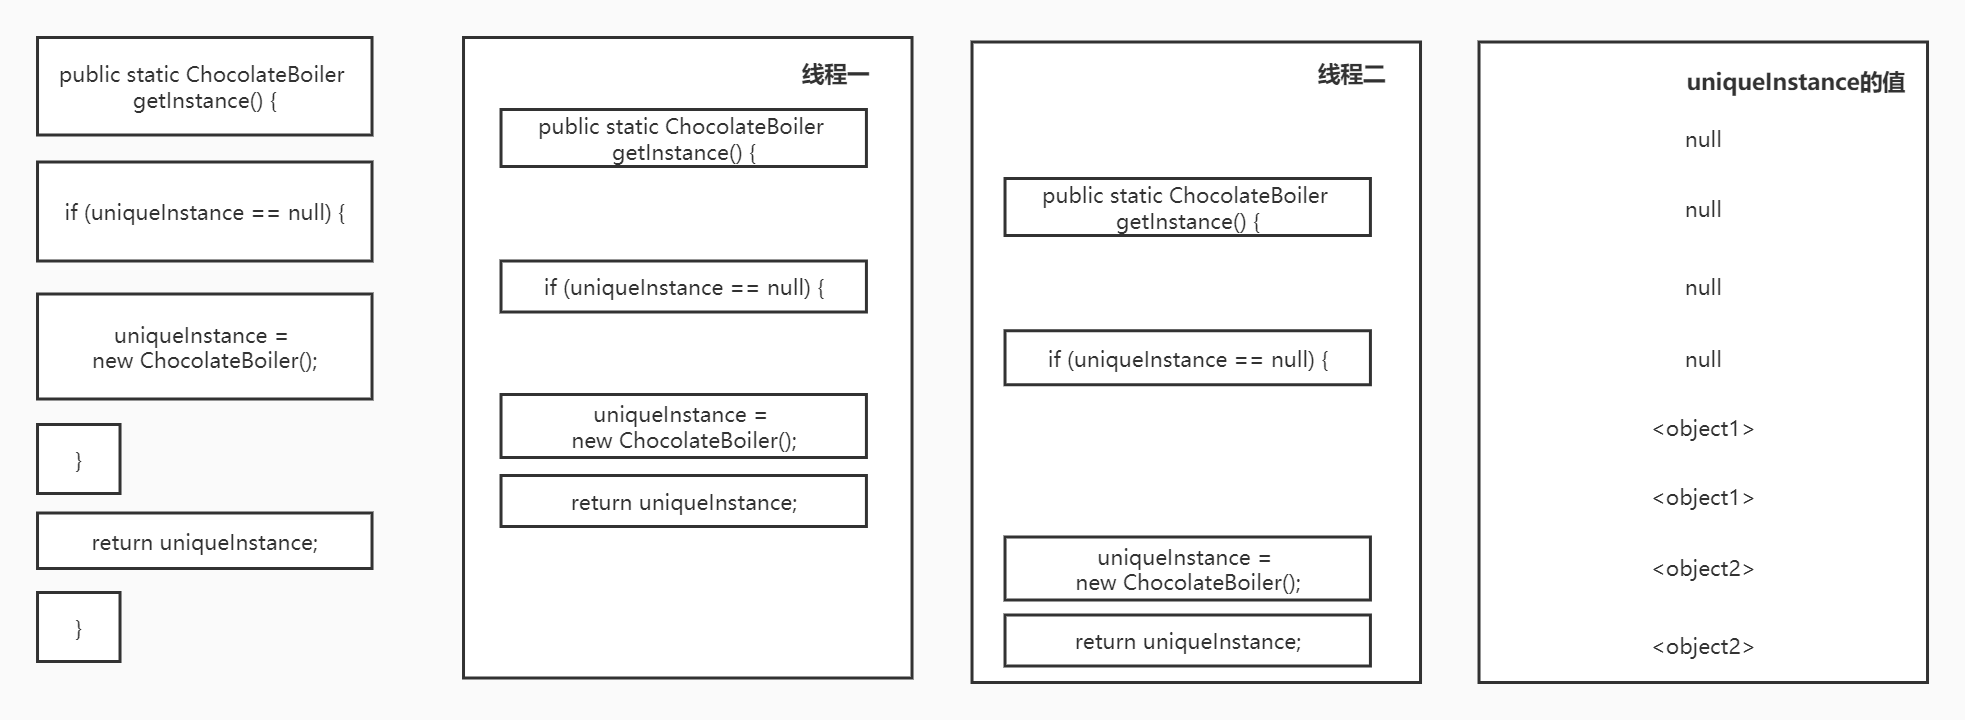 public static ChocolateBoiler
getInstance() {
if (uniqueInstance == null) {
uniqueInstance =
new ChocolateBoiler();
}
return uniqueInstance;
}
线程一
public static ChocolateBoiler
getInstance() {
if (uniqueInstance == null) {
uniqueInstance =
new ChocolateBoiler();
return uniqueInstance;
线程二
public static ChocolateBoiler
getInstance() {
if (uniqueInstance == null) {
uniqueInstance =
new ChocolateBoiler();
return uniqueInstance;
uniqueInstance的值
null
null
null
null
<object1>
<object1>
<object2>
<object2>